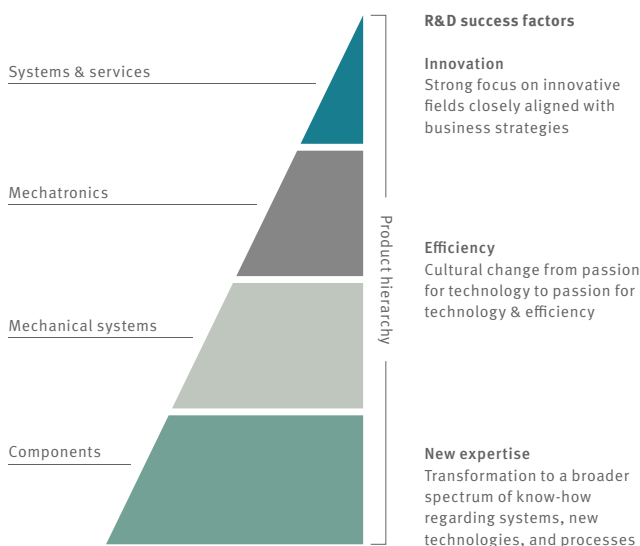 Systems & services
Mechatronics
Mechanical systems
Components
Product hierarchy
R&D success factors
Innovation
Strong focus on innovative
fields closely aligned with
business strategies
Efficiency
Cultural change from passion
for technology to passion for
technology & efficiency
New expertise
Transformation to a broader
spectrum of know-how
regarding systems, new
technologies, and processes